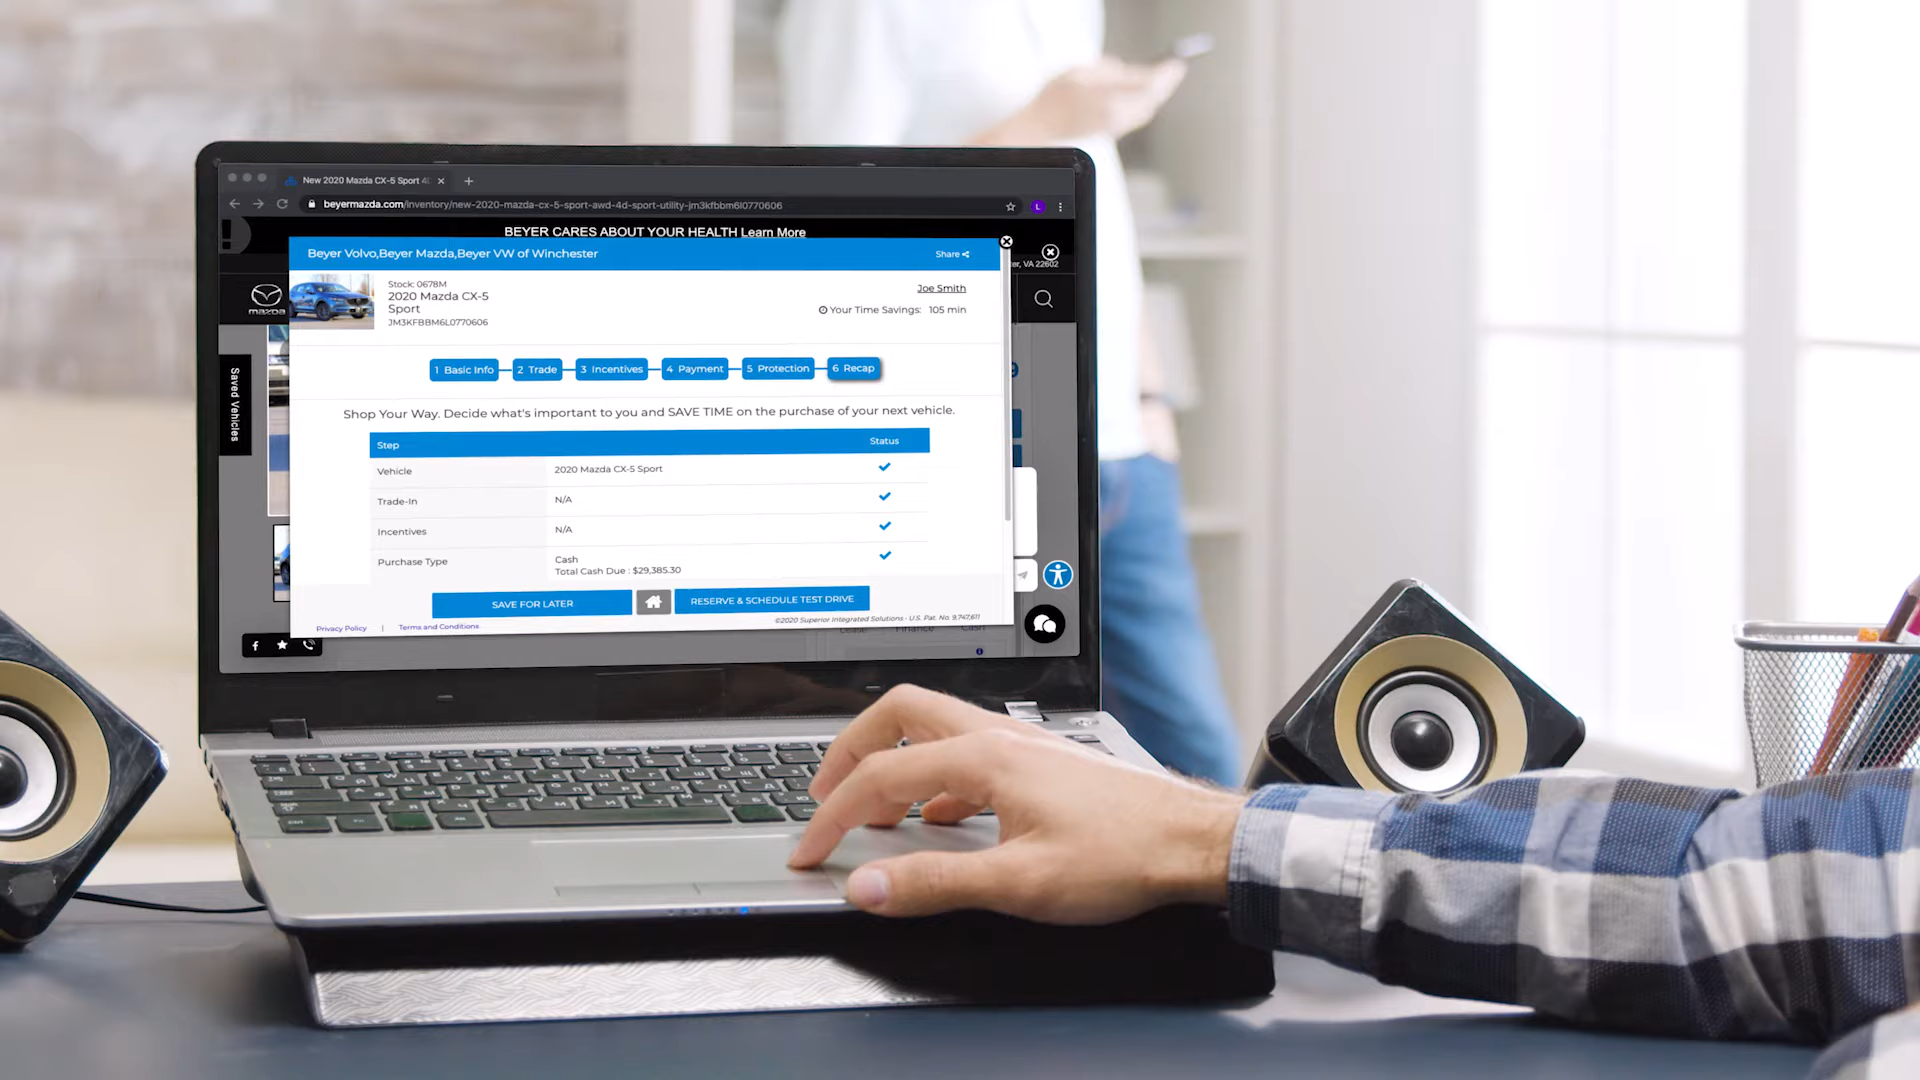 New 2020 Mazda CX-5 Sport 4D
beyermazda.com/inventory/new-2020-mazda-cx-5-sport-awd-4d-sport-utility-jm3kfbbm6l0770606
L
BEYER CARES ABOUT YOUR HEALTH Learn More
Beyer Volvo,Beyer Mazda,Beyer VW of Winchester
Share
er, VA 22602
mazda
Stock: 0678M
2020 Mazda CX-5
Sport
JM3KFBBM6L0770606
Joe Smith
Your Time Savings: 105 min
Saved Vehicles
1 Basic Info
2 Trade
3 Incentives
4 Payment
5 Protection
6 Recap
Shop Your Way. Decide what's important to you and SAVE TIME on the purchase of your next vehicle.
Step Status
Vehicle 2020 Mazda CX-5 Sport
Trade-In N/A
Incentives N/A
Purchase Type Cash
Total Cash Due : $29,385.30
SAVE FOR LATER
RESERVE & SCHEDULE TEST DRIVE
©2020 Superior Integrated Solutions - U.S. Pat. No. 9,747,611
Privacy Policy | Terms and Conditions